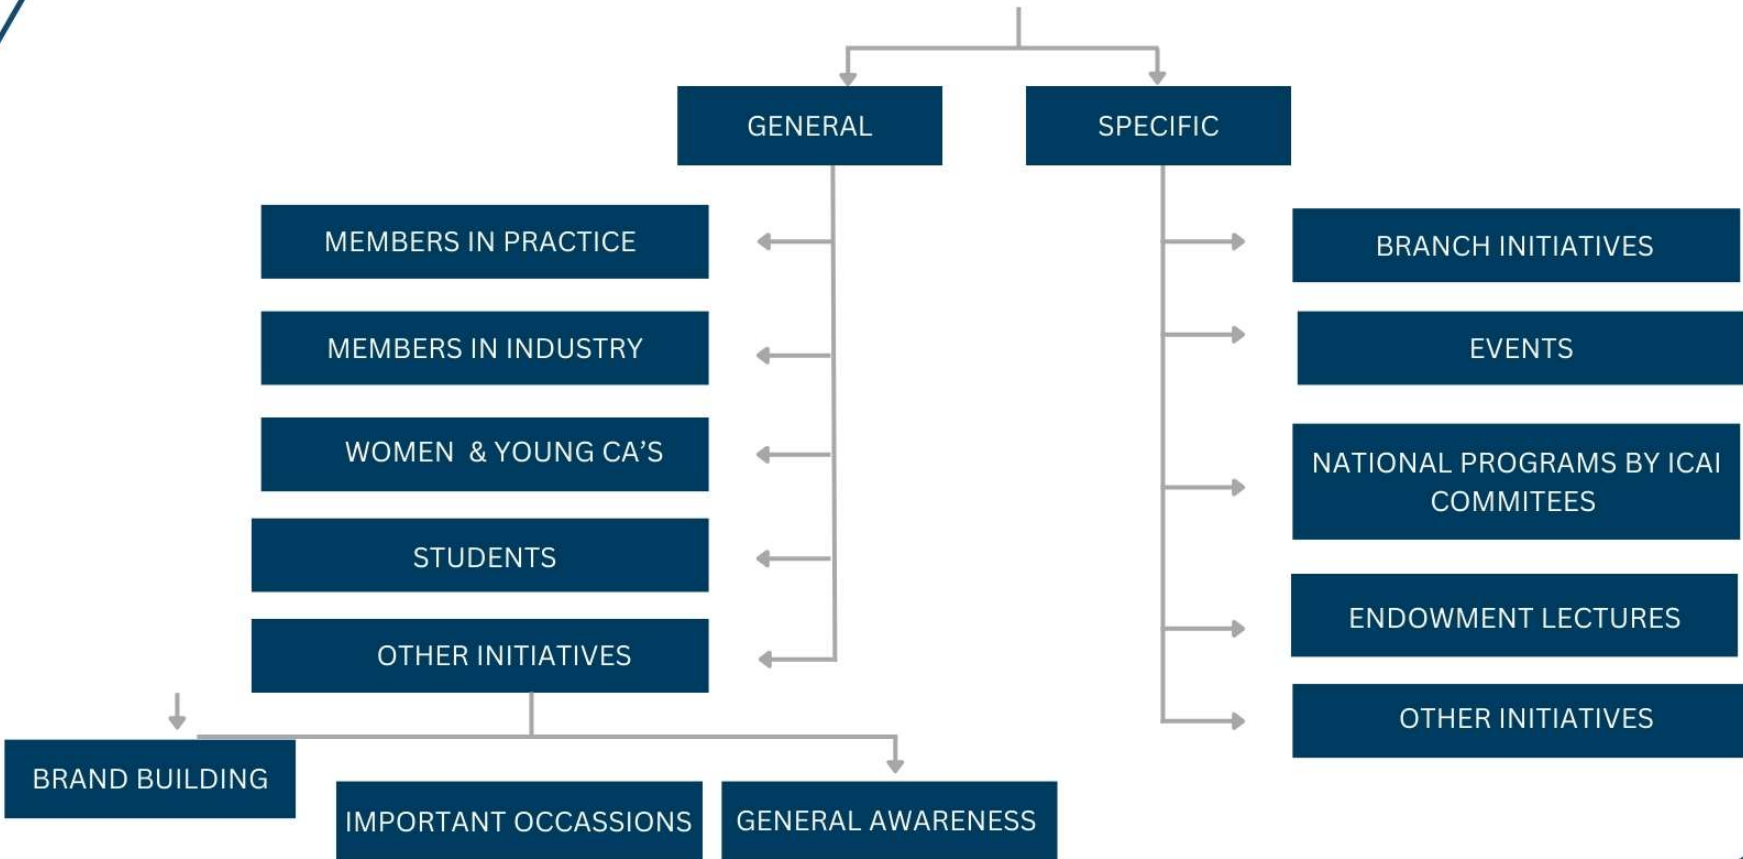 GENERAL
SPECIFIC
MEMBERS IN PRACTICE
MEMBERS IN INDUSTRY
WOMEN & YOUNG CA’S
STUDENTS
OTHER INITIATIVES
BRAND BUILDING
IMPORTANT OCCASSIONS
GENERAL AWARENESS
BRANCH INITIATIVES
EVENTS
NATIONAL PROGRAMS BY ICAI
COMMITEES
ENDOWMENT LECTURES
OTHER INITIATIVES